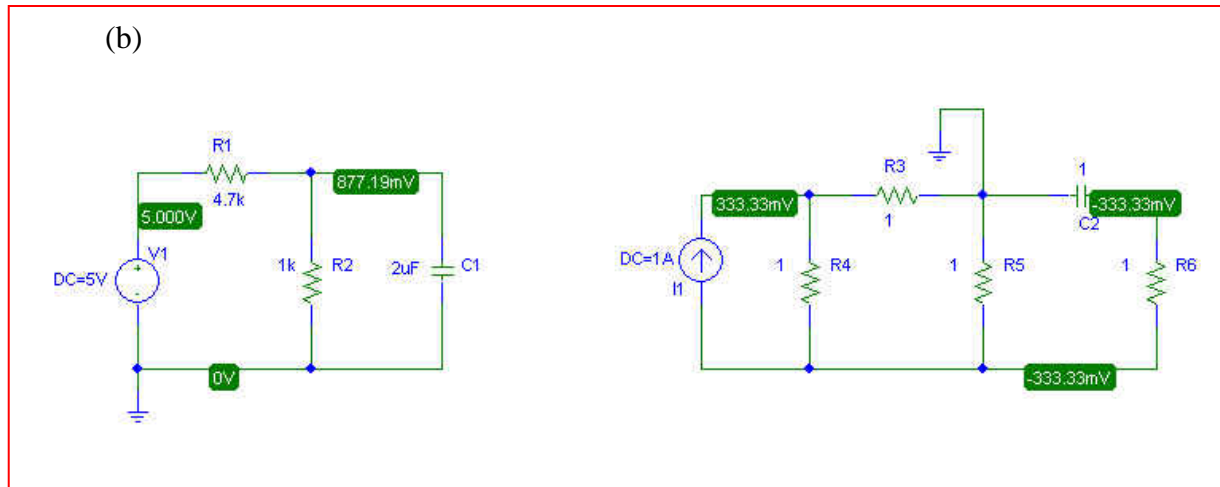 (b)
R1
4.7k
877.19mV
5.000V
V1
DC=5V
1k
R2
2uF
C1
0V
R3
1
1
333.33mV
-333.33mV
C2
DC=1A
I1
1
R4
1
R5
1
R6
-333.33mV